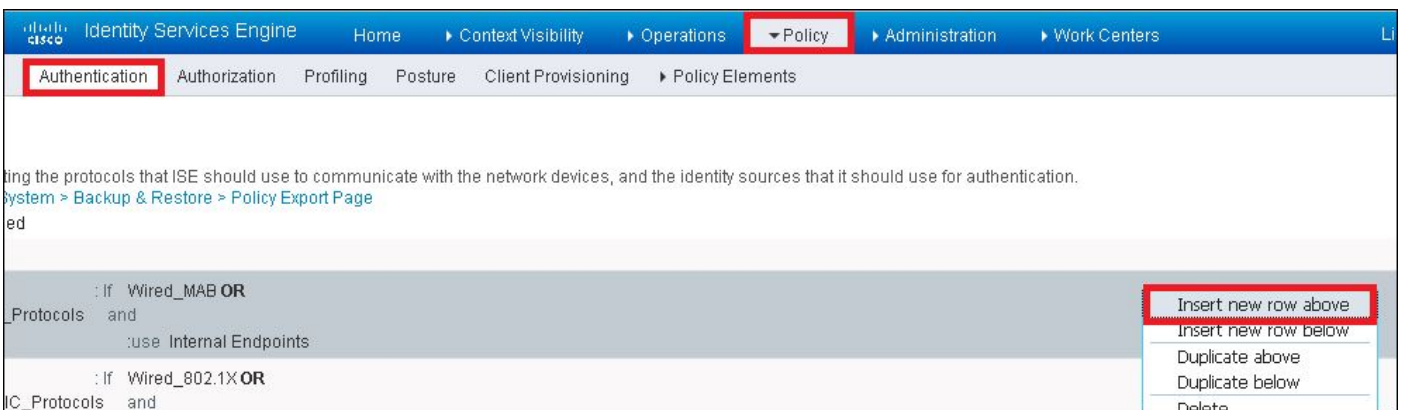 cisco Identity Services Engine Home Context Visibility Operations Policy Administration Work Centers Li
Authentication Authorization Profiling Posture Client Provisioning Policy Elements
ting the protocols that ISE should use to communicate with the network devices, and the identity sources that it should use for authentication.
System > Backup & Restore > Policy Export Page
ed
: If Wired_MAB OR
_Protocols and
:use Internal Endpoints
: If Wired_802.1X OR
IC_Protocols and
Insert new row above
Insert new row below
Duplicate above
Duplicate below
Delete